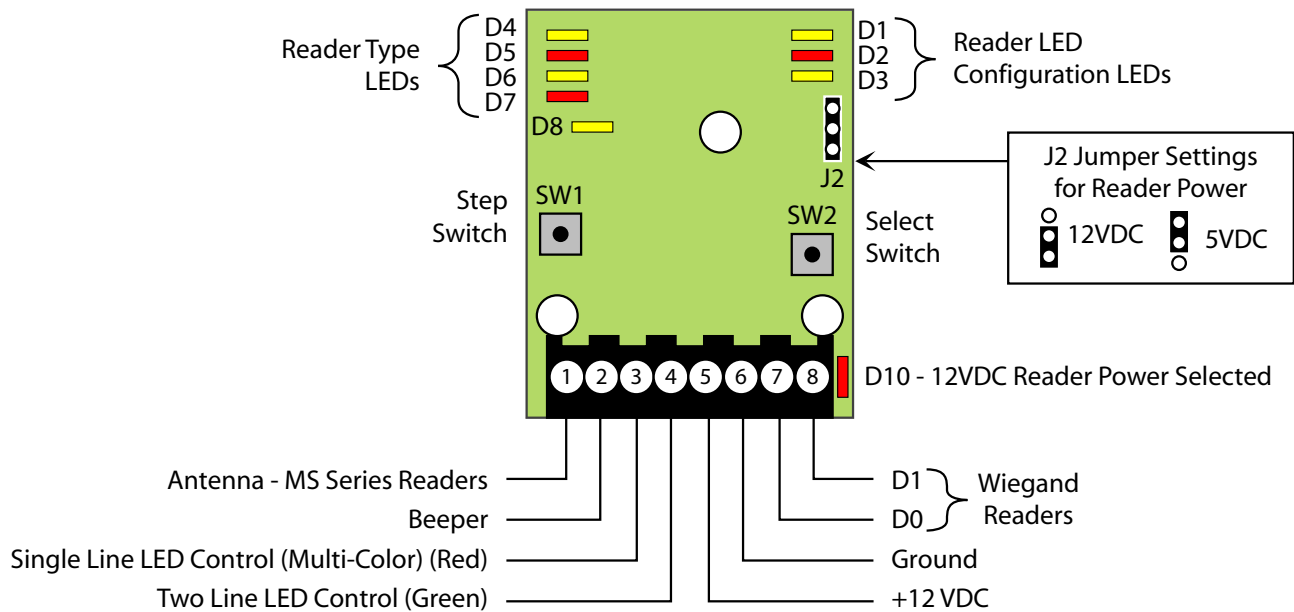 Reader Type
LEDs
D4
D5
D6
D7
D8
D1
D2
D3
Reader LED
Configuration LEDs
J2
J2 Jumper Settings
for Reader Power
12VDC
5VDC
Step
Switch
SW1
SW2
Select
Switch
1 2 3 4 5 6 7 8
D10 - 12VDC Reader Power Selected
Antenna - MS Series Readers
Beeper
Single Line LED Control (Multi-Color) (Red)
Two Line LED Control (Green)
D1
D0
Wiegand
Readers
Ground
+12 VDC